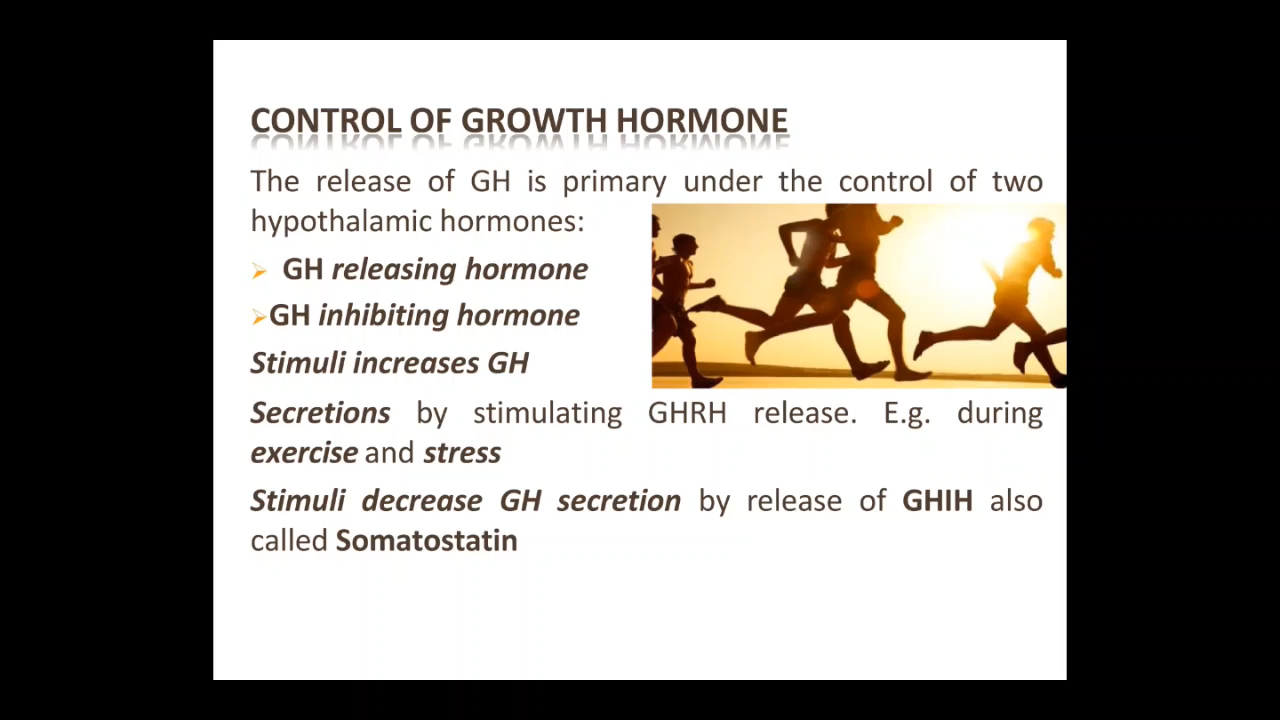 CONTROL OF GROWTH HORMONE
The release of GH is primary under the control of two
hypothalamic hormones:
GH releasing hormone
GH inhibiting hormone
Stimuli increases GH
Secretions by stimulating GHRH release. E.g. during
exercise and stress
Stimuli decrease GH secretion by release of GHIH also
called Somatostatin